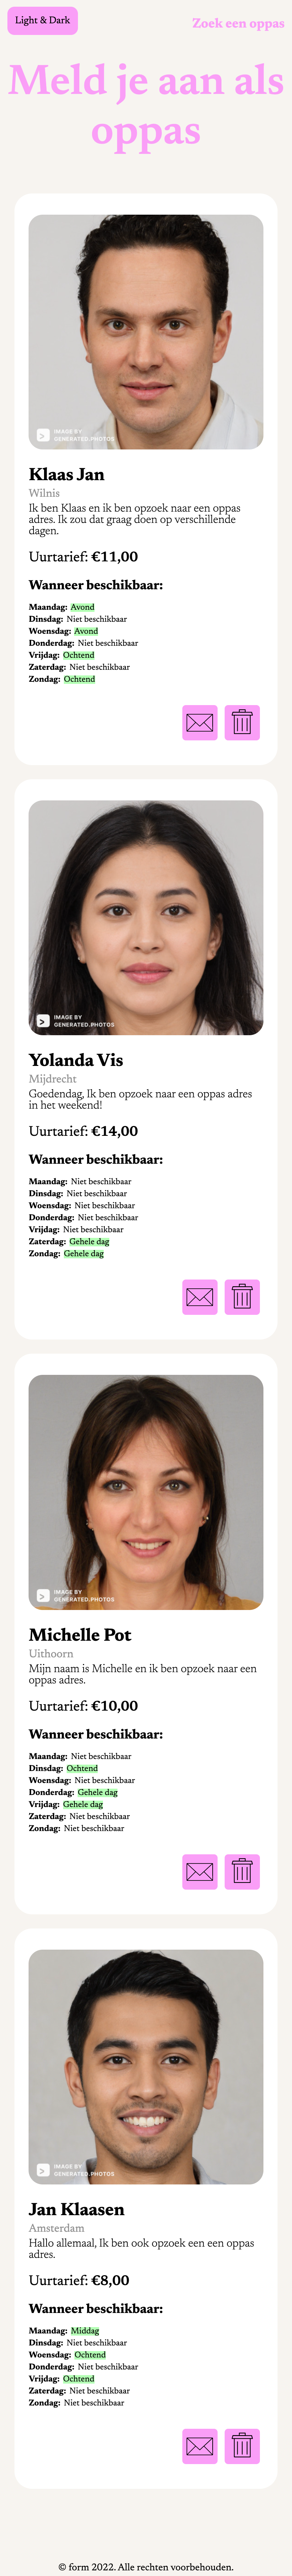 Light & Dark
Zoek een oppas
Meld je aan als
oppas
IMAGE BY
GENERATED.PHOTOS
Klaas Jan
Wilnis
Ik ben Klaas en ik ben opzoek naar een oppas
adres. Ik zou dat graag doen op verschillende
dagen.
Uurtarief: €11,00
Wanneer beschikbaar:
Maandag: Avond
Dinsdag: Niet beschikbaar
Woensdag: Avond
Donderdag: Niet beschikbaar
Vrijdag: Ochtend
Zaterdag: Niet beschikbaar
Zondag: Ochtend
IMAGE BY
GENERATED.PHOTOS
Yolanda Vis
Mijdrecht
Goedendag, Ik ben opzoek naar een oppas adres
in het weekend!
Uurtarief: €14,00
Wanneer beschikbaar:
Maandag: Niet beschikbaar
Dinsdag: Niet beschikbaar
Woensdag: Niet beschikbaar
Donderdag: Niet beschikbaar
Vrijdag: Niet beschikbaar
Zaterdag: Gehele dag
Zondag: Gehele dag
IMAGE BY
GENERATED.PHOTOS
Michelle Pot
Uithoorn
Mijn naam is Michelle en ik ben opzoek naar een
oppas adres.
Uurtarief: €10,00
Wanneer beschikbaar:
Maandag: Niet beschikbaar
Dinsdag: Ochtend
Woensdag: Niet beschikbaar
Donderdag: Gehele dag
Vrijdag: Gehele dag
Zaterdag: Niet beschikbaar
Zondag: Niet beschikbaar
IMAGE BY
GENERATED.PHOTOS
Jan Klaasen
Amsterdam
Hallo allemaal, Ik ben ook opzoek een een oppas
adres.
Uurtarief: €8,00
Wanneer beschikbaar:
Maandag: Middag
Dinsdag: Niet beschikbaar
Woensdag: Ochtend
Donderdag: Niet beschikbaar
Vrijdag: Ochtend
Zaterdag: Niet beschikbaar
Zondag: Niet beschikbaar
© form 2022. Alle rechten voorbehouden.